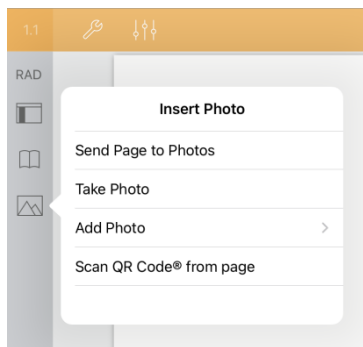 1.1
RAD
Insert Photo
Send Page to Photos
Take Photo
Add Photo
Scan QR Code® from page